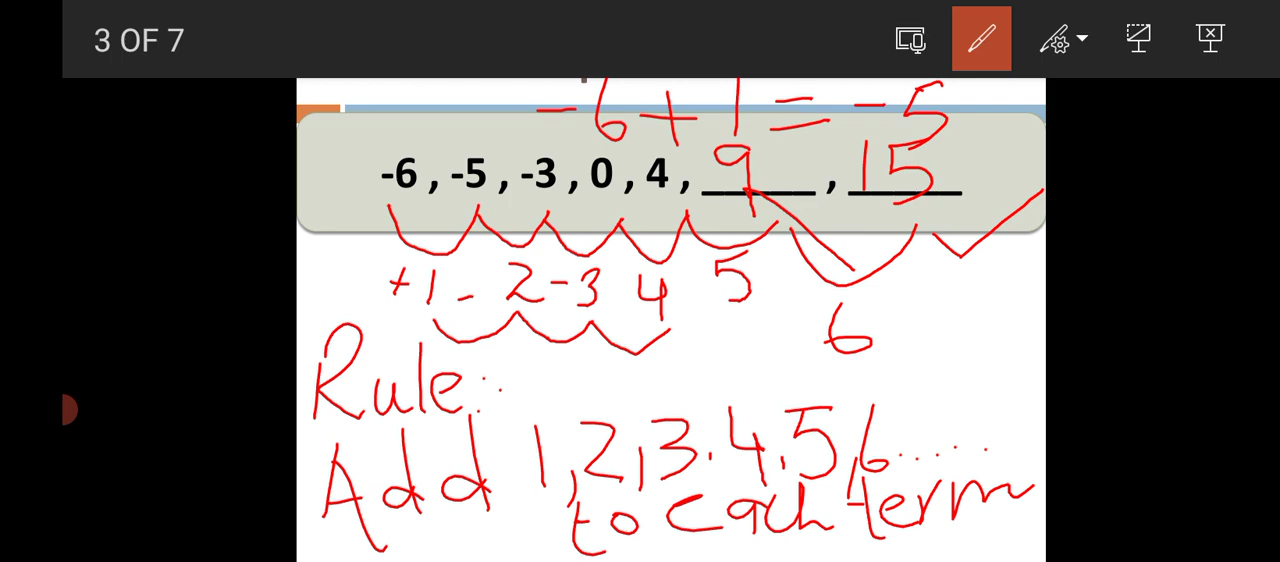 3 OF 7
-6+1=-5
-6 , -5 , -3 , 0 , 4 , 9 , 15
+1 - 2 - 3 4 5
6
Rule:
Add 1,2,3.4.5,6......
to each term